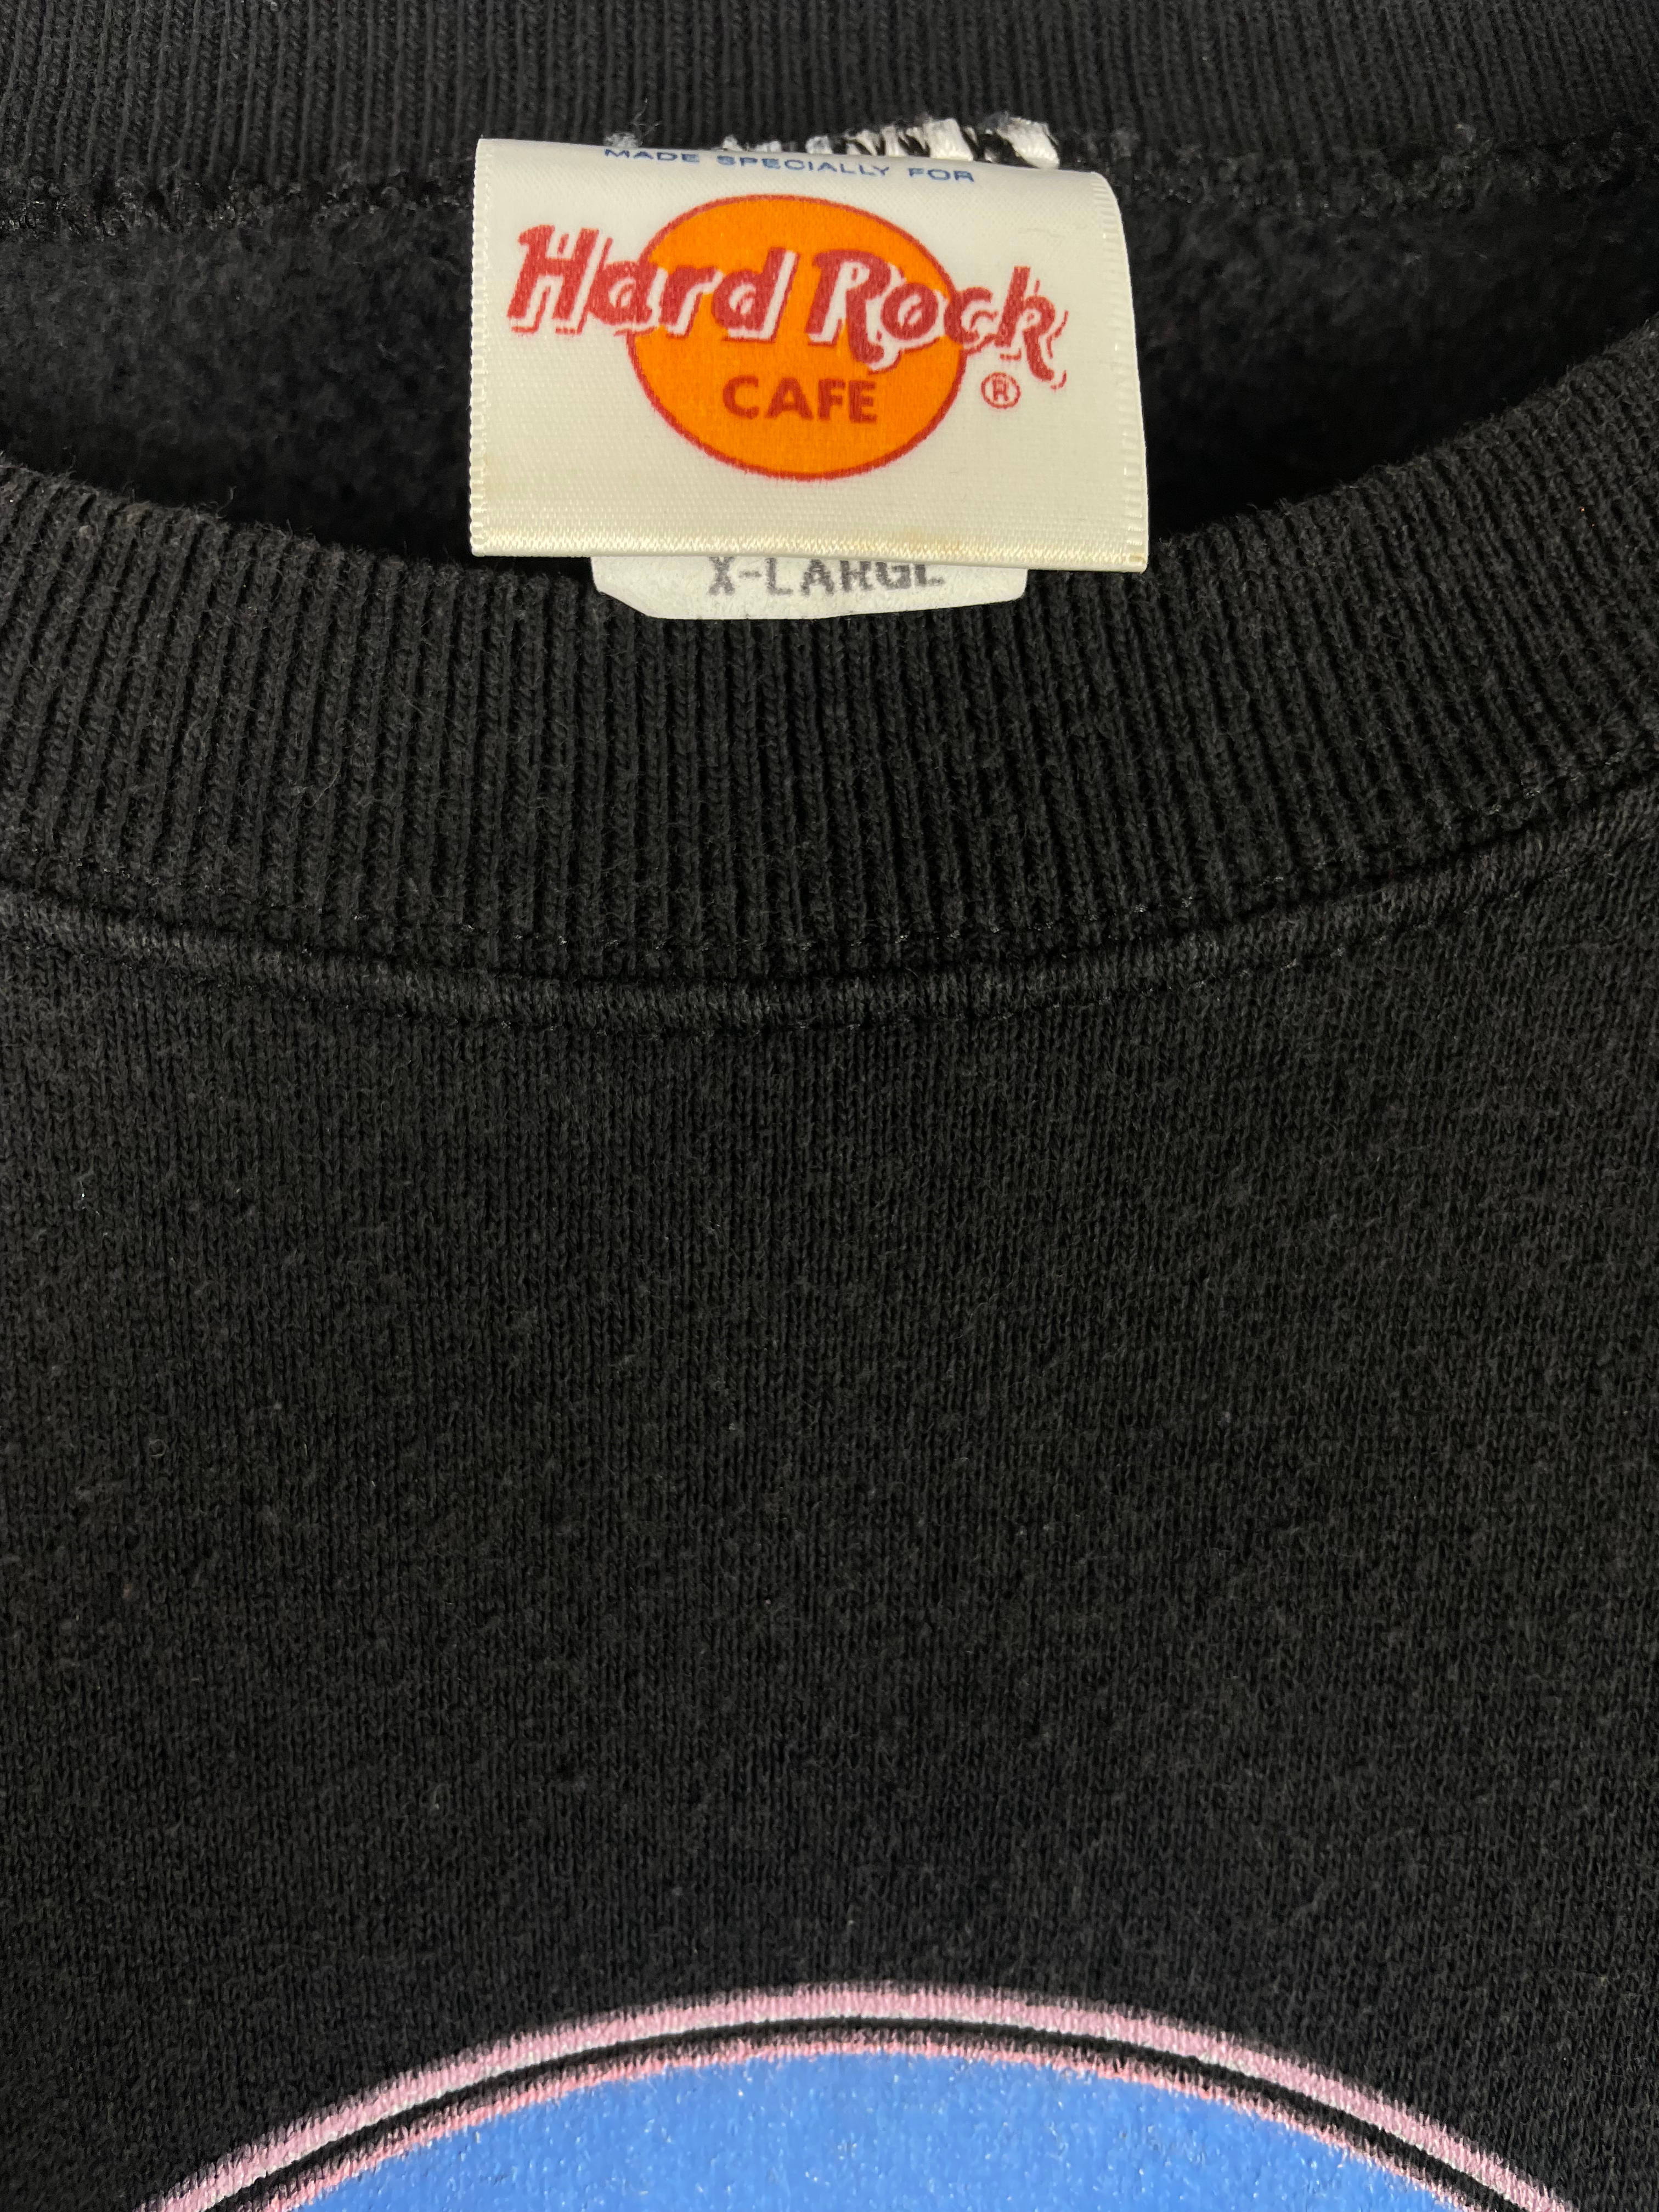 MADE SPECIALLY FOR
Hard Rock
CAFE
®
X-LARGE